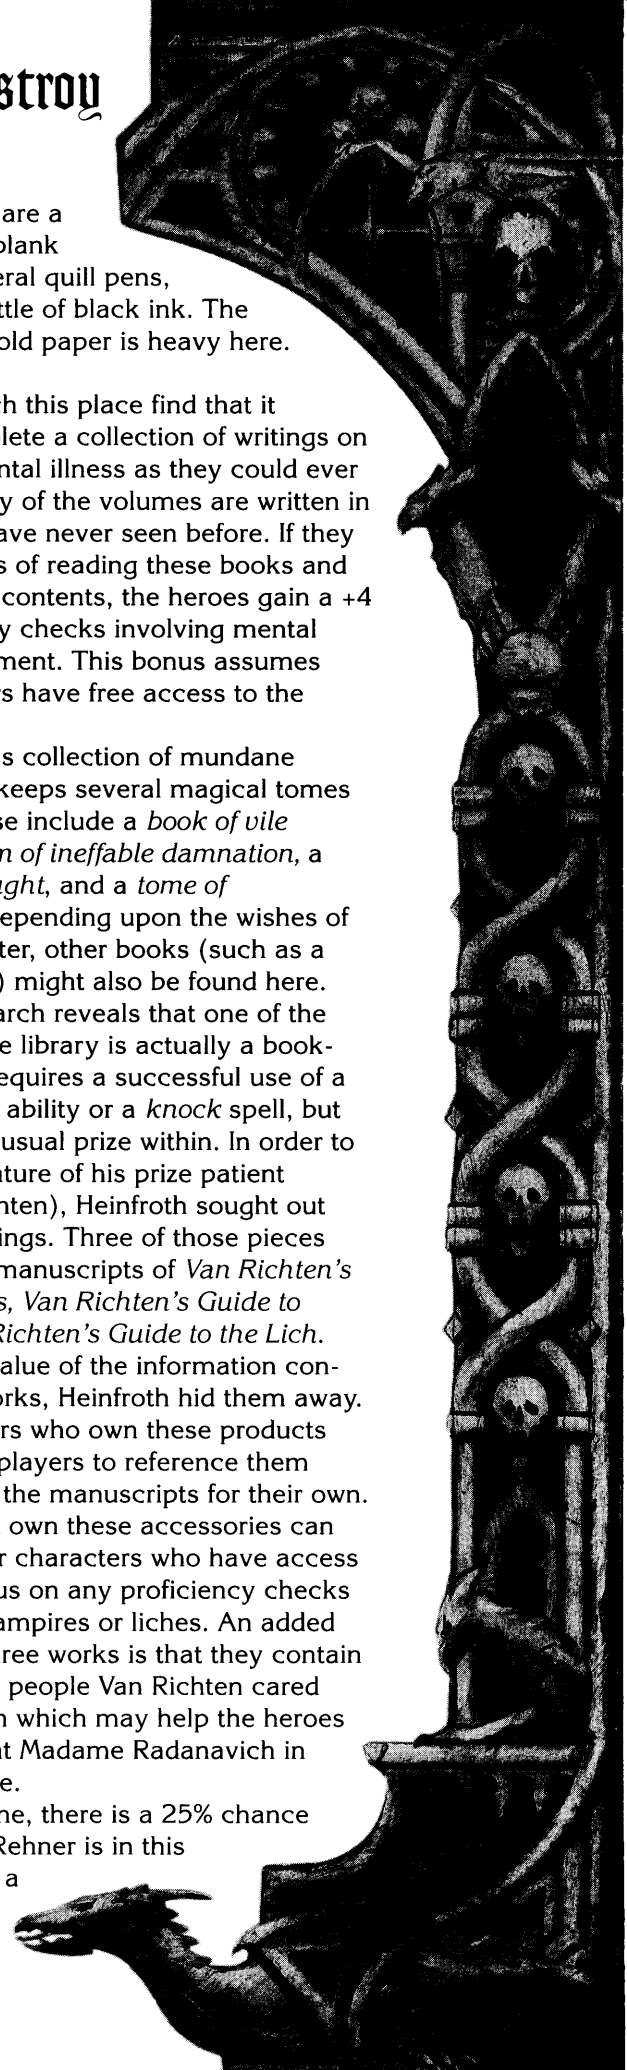 stroy
are a
blank
eral quill pens,
ttle of black ink. The
old paper is heavy here.
h this place find that it
lete a collection of writings on
ntal illness as they could ever
y of the volumes are written in
ave never seen before. If they
s of reading these books and
contents, the heroes gain a +4
y checks involving mental
ment. This bonus assumes
rs have free access to the
s collection of mundane
keeps several magical tomes
se include a book of vile
n of ineffable damnation, a
ught, and a tome of
epending upon the wishes of
ter, other books (such as a
) might also be found here.
arch reveals that one of the
e library is actually a book-
equires a successful use of a
ability or a knock spell, but
usual prize within. In order to
ature of his prize patient
hten), Heinfroth sought out
ings. Three of those pieces
manuscripts of Van Richten's
s, Van Richten's Guide to
Richten's Guide to the Lich.
alue of the information con-
orks, Heinfroth hid them away.
rs who own these products
players to reference them
the manuscripts for their own.
own these accessories can
r characters who have access
us on any proficiency checks
ampires or liches. An added
ree works is that they contain
people Van Richten cared
n which may help the heroes
at Madame Radanavich in
e.
ne, there is a 25% chance
Rehner is in this
a